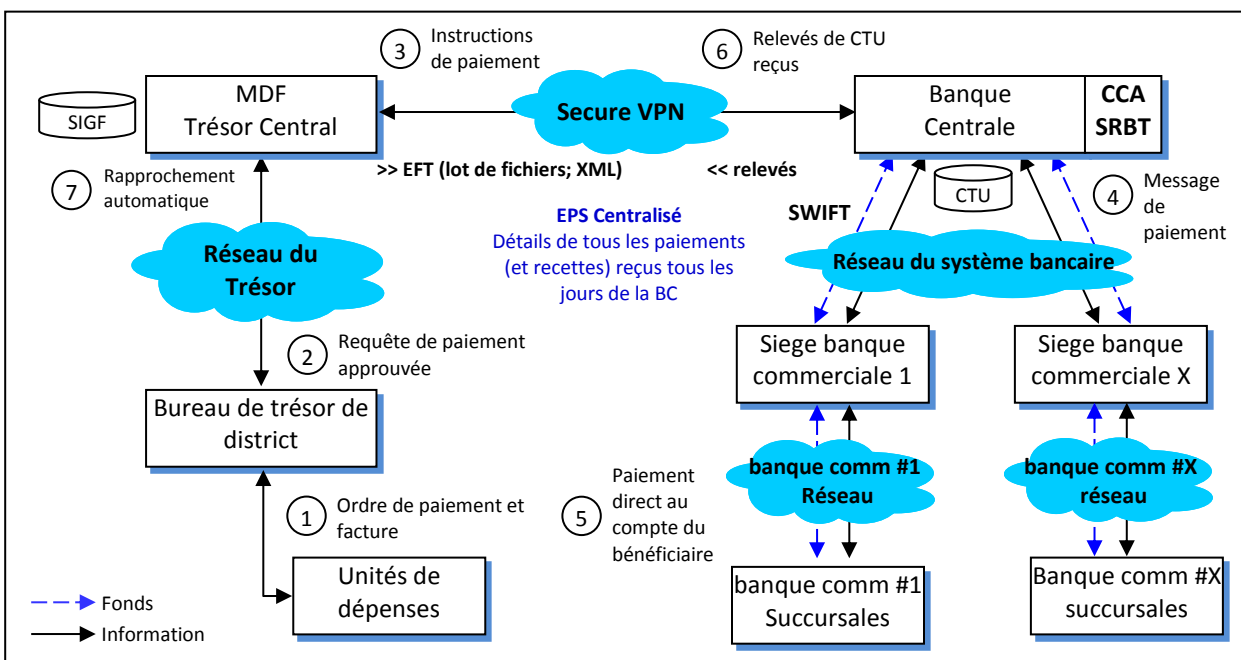 3
Instructions
de paiement
6
Relevés de CTU
reçus
SIGF
MDF
Trésor Central
Secure VPN
Banque
Centrale
CCA
SRBT
7
Rapprochement
automatique
>> EFT (lot de fichiers; XML)
<< relevés
CTU
4
Message
de
paiement
EPS Centralisé
Détails de tous les paiements
(et recettes) reçus tous les
jours de la BC
SWIFT
Réseau du
Trésor
Réseau du système bancaire
2
Requête de paiement
approuvée
Siege banque
commerciale 1
Siege banque
commerciale X
Bureau de trésor de
district
banque comm #1
Réseau
banque comm #X
réseau
1
Ordre de paiement et
facture
5
Paiement
direct au
compte du
bénéficiaire
Unités de
dépenses
banque comm #1
Succursales
Banque comm #X
succursales
Fonds
Information